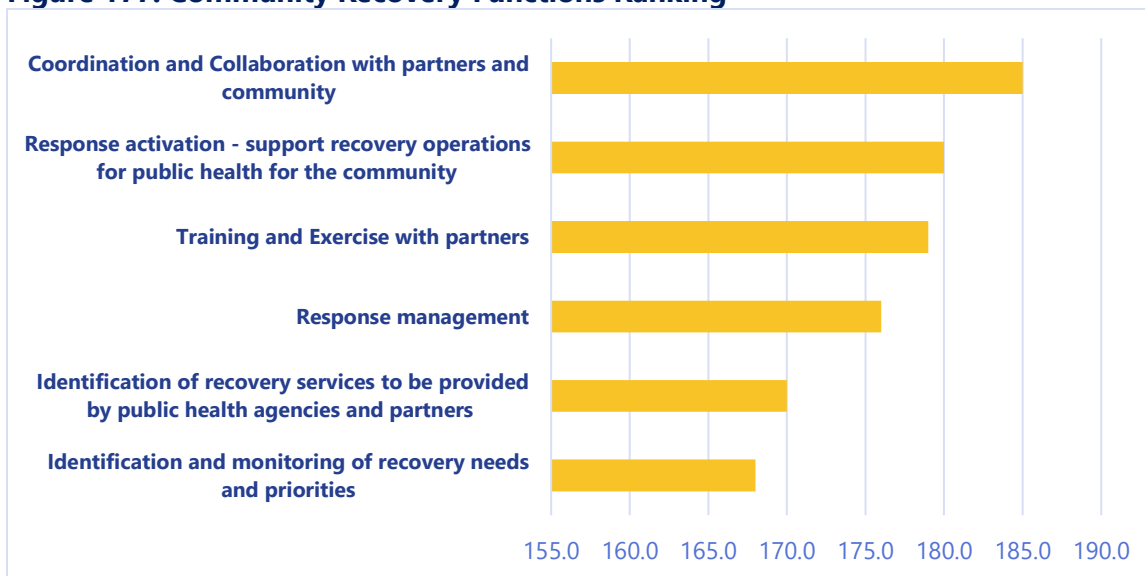 Coordination and Collaboration with partners and
community
Response activation - support recovery operations
for public health for the community
Training and Exercise with partners
Response management
Identification of recovery services to be provided
by public health agencies and partners
Identification and monitoring of recovery needs
and priorities
155.0 160.0 165.0 170.0 175.0 180.0 185.0 190.0